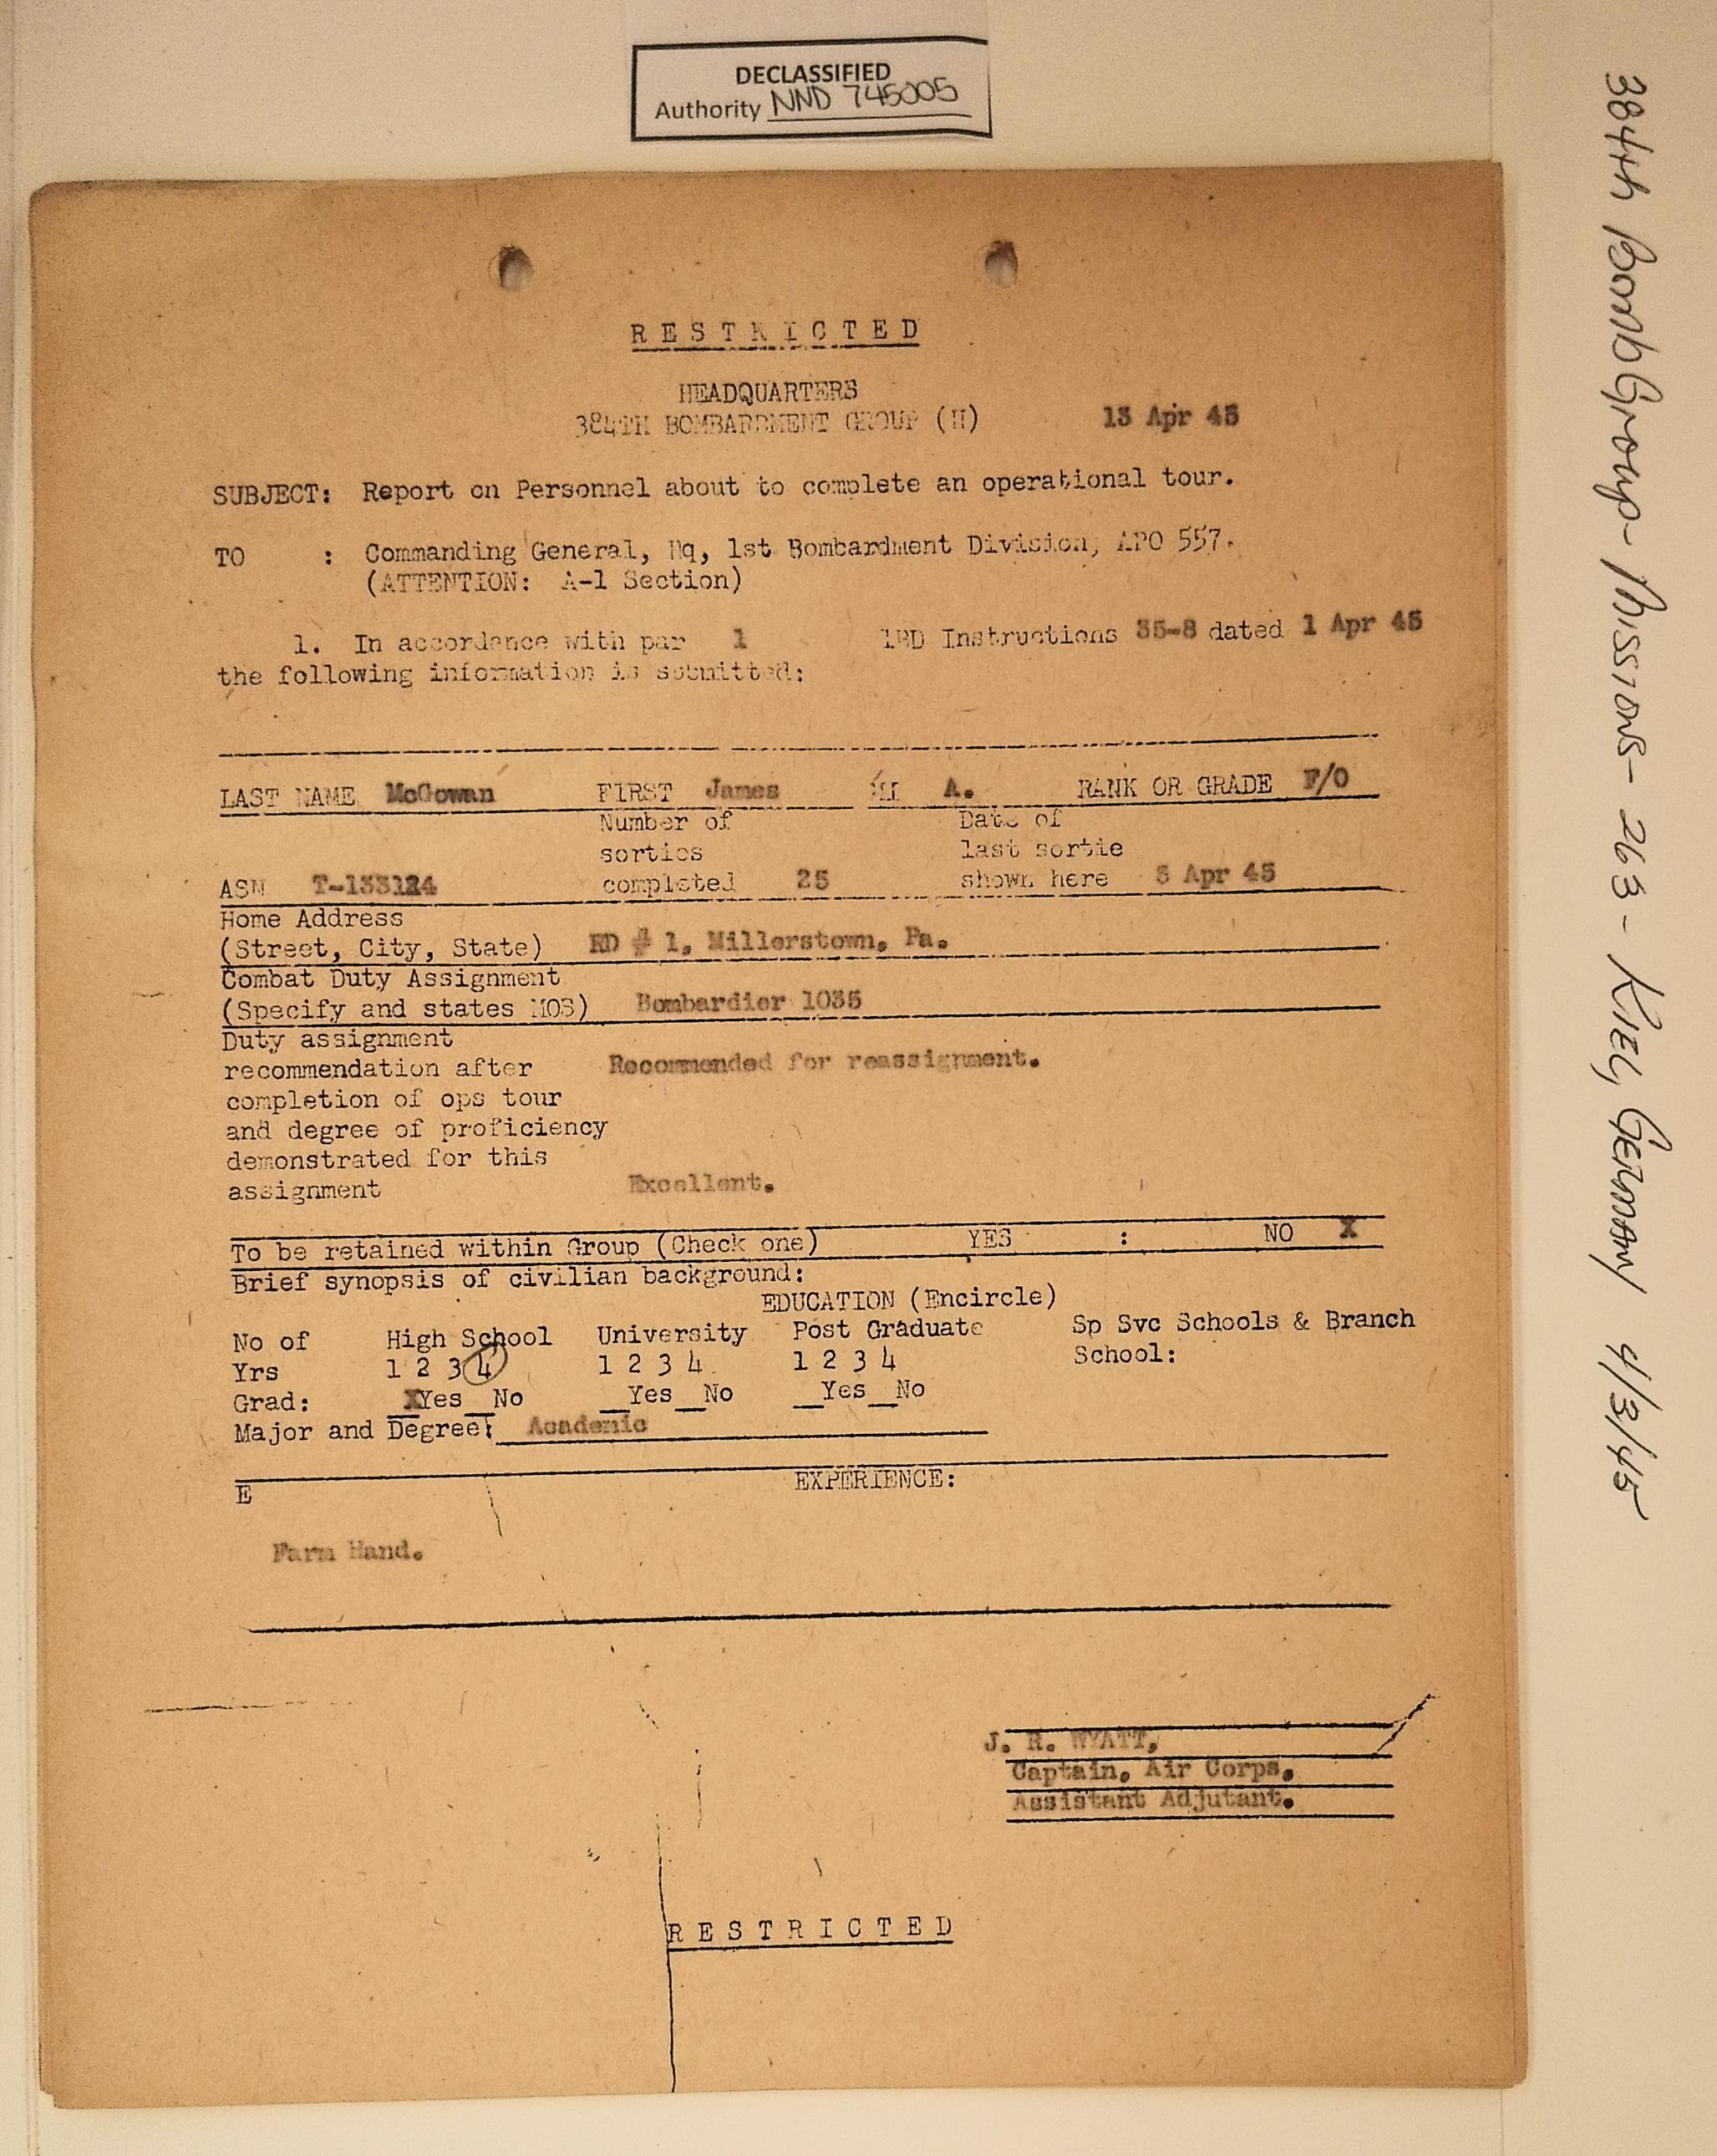 DECLASSIFIED
Authority NND 745005
R E S T R I C T E D
HEADQUARTERS
384TH BOMBARDMENT GROUP (H) 13 Apr 45
SUBJECT: Report on Personnel about to complete an operational tour.
TO : Commanding General, Hq, 1st Bombardment Division, APO 557.
(ATTENTION: A-1 Section)
1. In accordance with par 1 1BD Instructions 35-8 dated 1 Apr 45
the following information is submitted:
LAST NAME McGowan FIRST James MI A. RANK OR GRADE F/O
Number of Date of
sorties last sortie
ASN T-133124 completed 25 shown here 3 Apr 45
Home Address
(Street, City, State) RD # 1, Millerstown, Pa.
Combat Duty Assignment
(Specify and states MOS) Bombardier 1035
Duty assignment
recommendation after Recommended for reassignment.
completion of ops tour
and degree of proficiency
demonstrated for this
assignment Excellent.
To be retained within Group (Check one) YES : NO X
Brief synopsis of civilian background:
EDUCATION (Encircle)
No of High School University Post Graduate Sp Svc Schools & Branch
Yrs 1 2 3 4 1 2 3 4 1 2 3 4 School:
Grad: XYes__No __Yes__No __Yes__No
Major and Degree: Academic
E EXPERIENCE:
Farm Hand.
J. R. WYATT,
Captain, Air Corps,
Assistant Adjutant.
R E S T R I C T E D
384th Bomb Group - Missions - 263 - KIEL, GERMANY 4/3/45